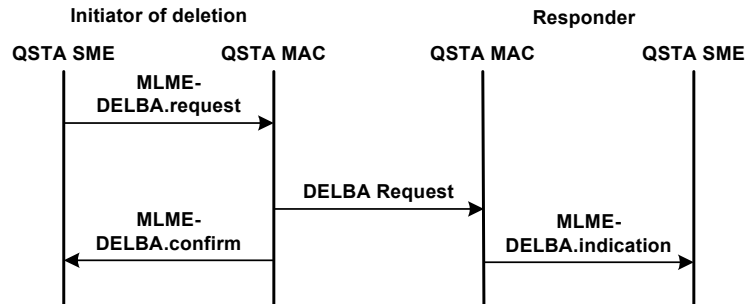 Initiator of deletion
Responder
QSTA SME
QSTA MAC
QSTA MAC
QSTA SME
MLME-
DELBA.request
DELBA Request
MLME-
DELBA.confirm
MLME-
DELBA.indication